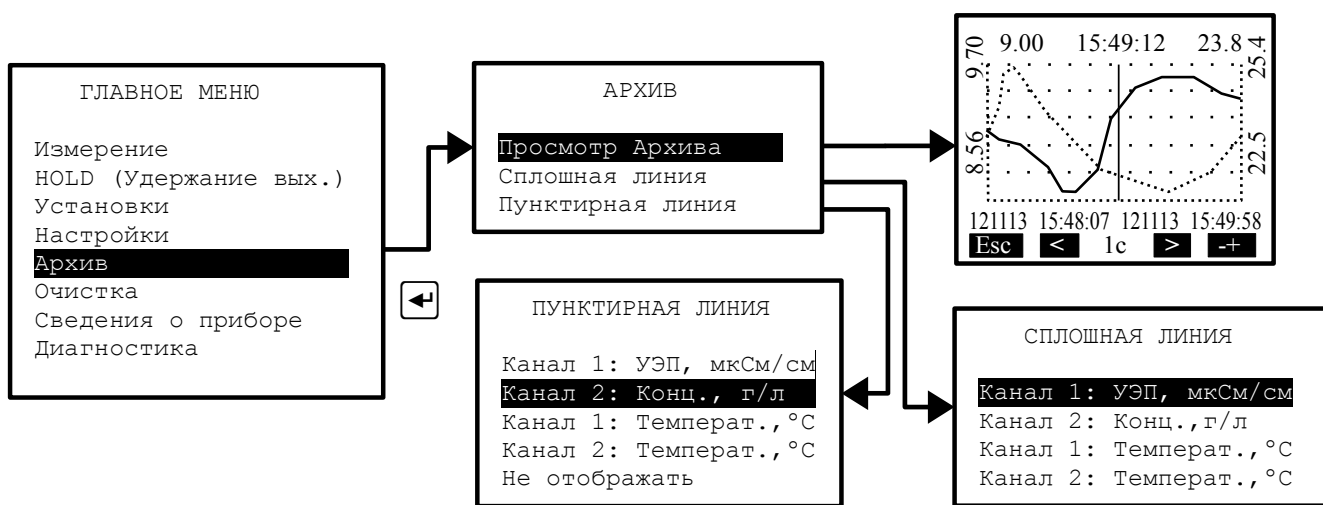 ГЛАВНОЕ МЕНЮ
Измерение
HOLD (Удержание вых.)
Установки
Настройки
Архив
Очистка
Сведения о приборе
Диагностика
АРХИВ
Просмотр Архива
Сплошная линия
Пунктирная линия
9.00 15:49:12 23.8
9.70
8.56
25.4
22.5
121113 15:48:07 121113 15:49:58
Esc < 1с > -+
ПУНКТИРНАЯ ЛИНИЯ
Канал 1: УЭП, мкСм/см
Канал 2: Конц., г/л
Канал 1: Температ.,°С
Канал 2: Температ.,°С
Не отображать
СПЛОШНАЯ ЛИНИЯ
Канал 1: УЭП, мкСм/см
Канал 2: Конц.,г/л
Канал 1: Температ.,°С
Канал 2: Температ.,°С